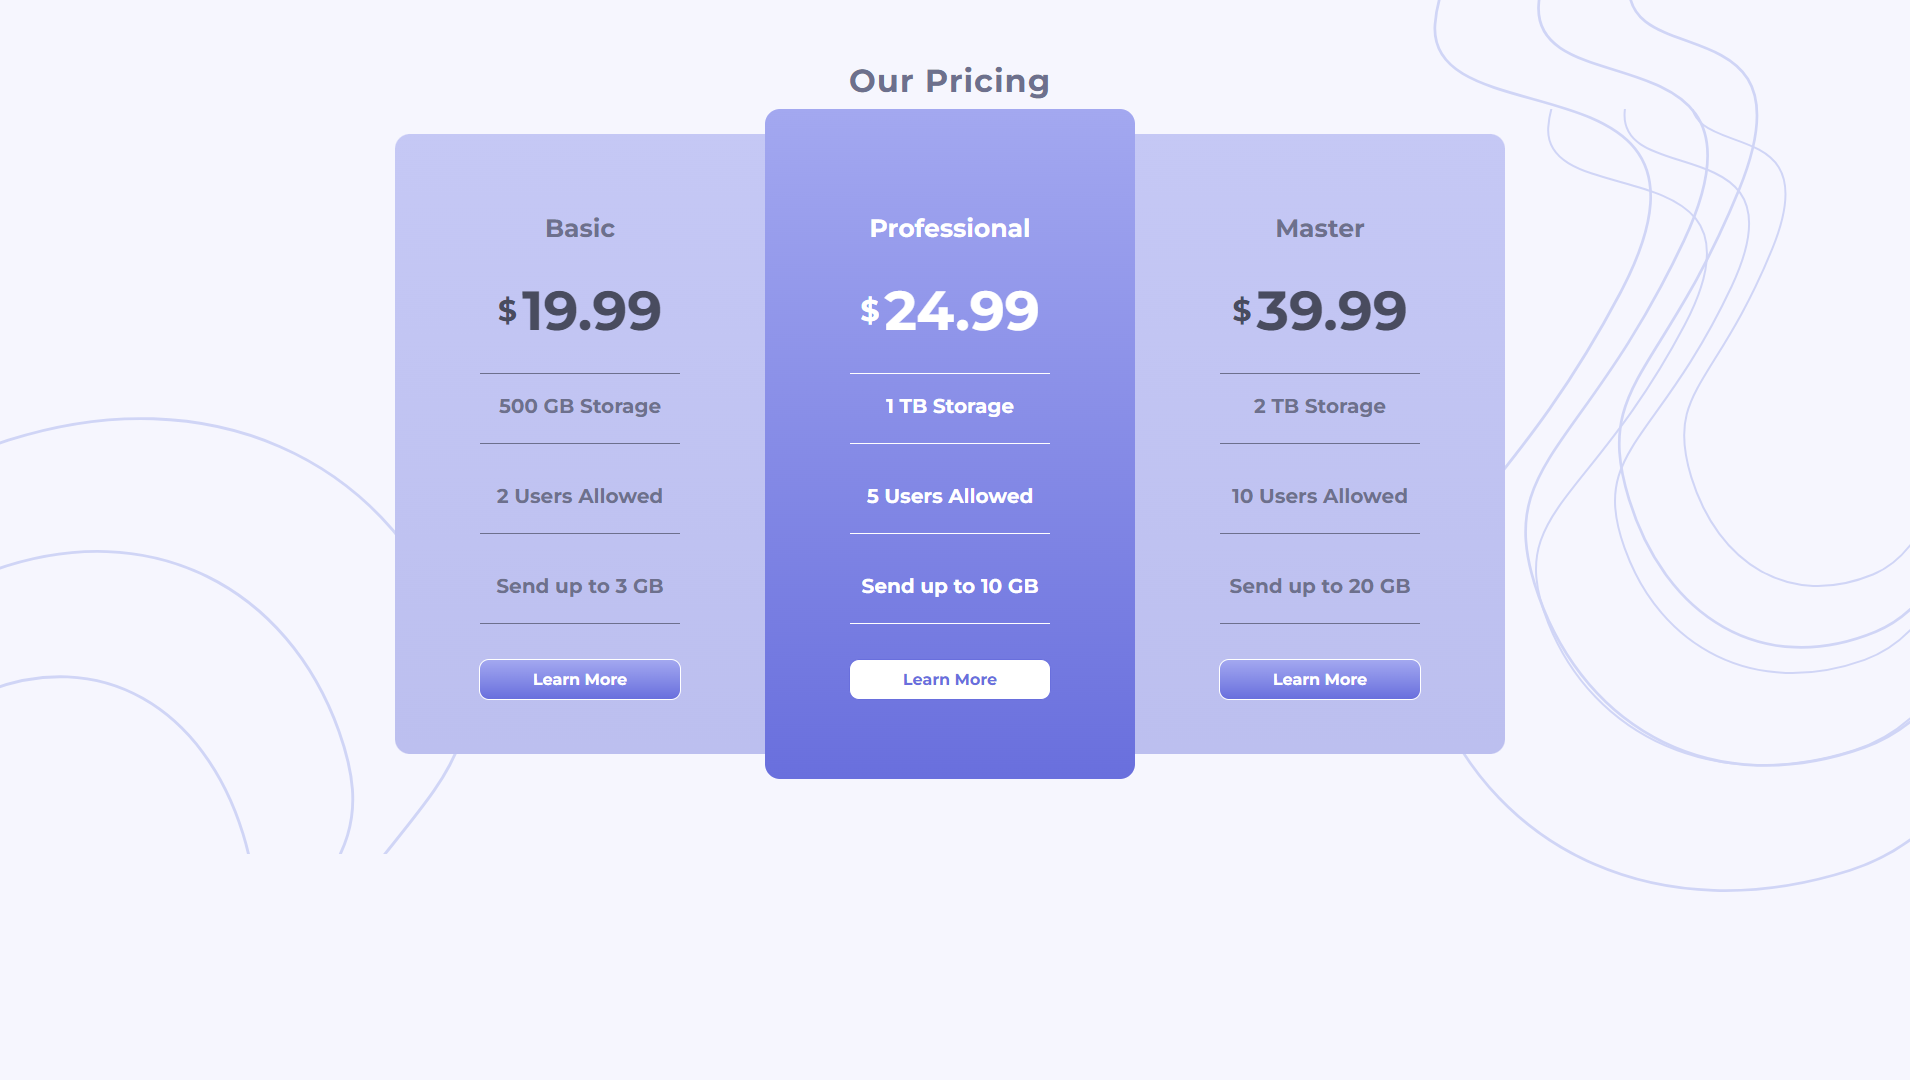 Our Pricing
Basic
$19.99
500 GB Storage
2 Users Allowed
Send up to 3 GB
Learn More
Professional
$24.99
1 TB Storage
5 Users Allowed
Send up to 10 GB
Learn More
Master
$39.99
2 TB Storage
10 Users Allowed
Send up to 20 GB
Learn More